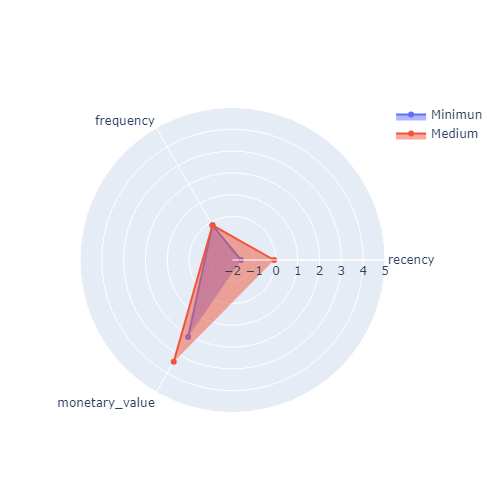 frequency
Minimun
Medium
recency
−2 −1 0 1 2 3 4 5
monetary_value